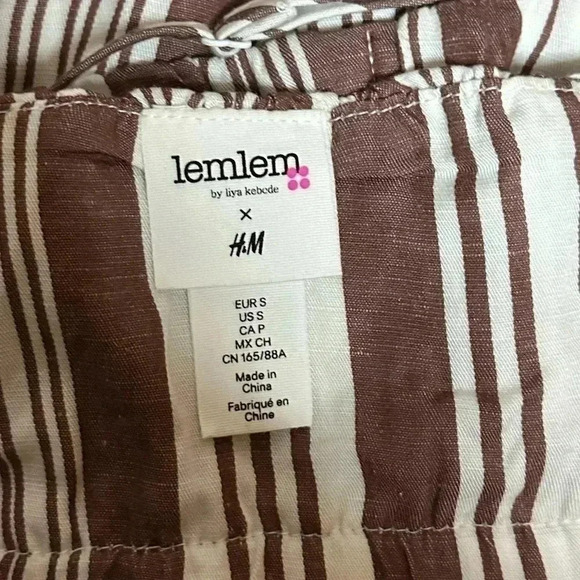 lemlem
by liya kebede
×
H&M
EUR S
US S
CA P
MX CH
CN 165/88A
Made in
China
Fabriqué en
Chine